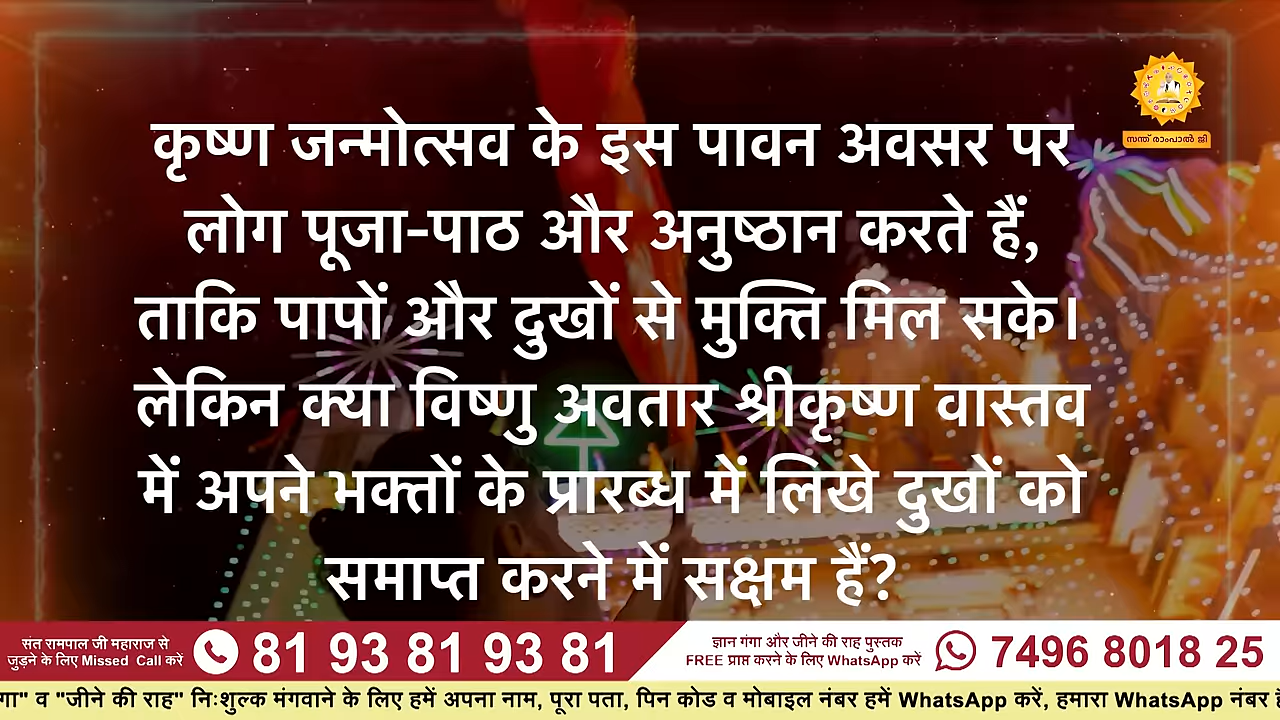 कृष्ण जन्मोत्सव के इस पावन अवसर पर
लोग पूजा-पाठ और अनुष्ठान करते हैं,
ताकि पापों और दुखों से मुक्ति मिल सके।
लेकिन क्या विष्णु अवतार श्रीकृष्ण वास्तव
में अपने भक्तों के प्रारब्ध में लिखे दुखों को
समाप्त करने में सक्षम हैं?
സന്ത് രാംപാൽ ജി
संत रामपाल जी महाराज से
जुड़ने के लिए Missed Call करें
81 93 81 93 81
ज्ञान गंगा और जीने की राह पुस्तक
FREE प्राप्त करने के लिए WhatsApp करें
7496 8018 25
गा" व "जीने की राह" निःशुल्क मंगवाने के लिए हमें अपना नाम, पूरा पता, पिन कोड व मोबाइल नंबर हमें WhatsApp करें, हमारा WhatsApp नंबर